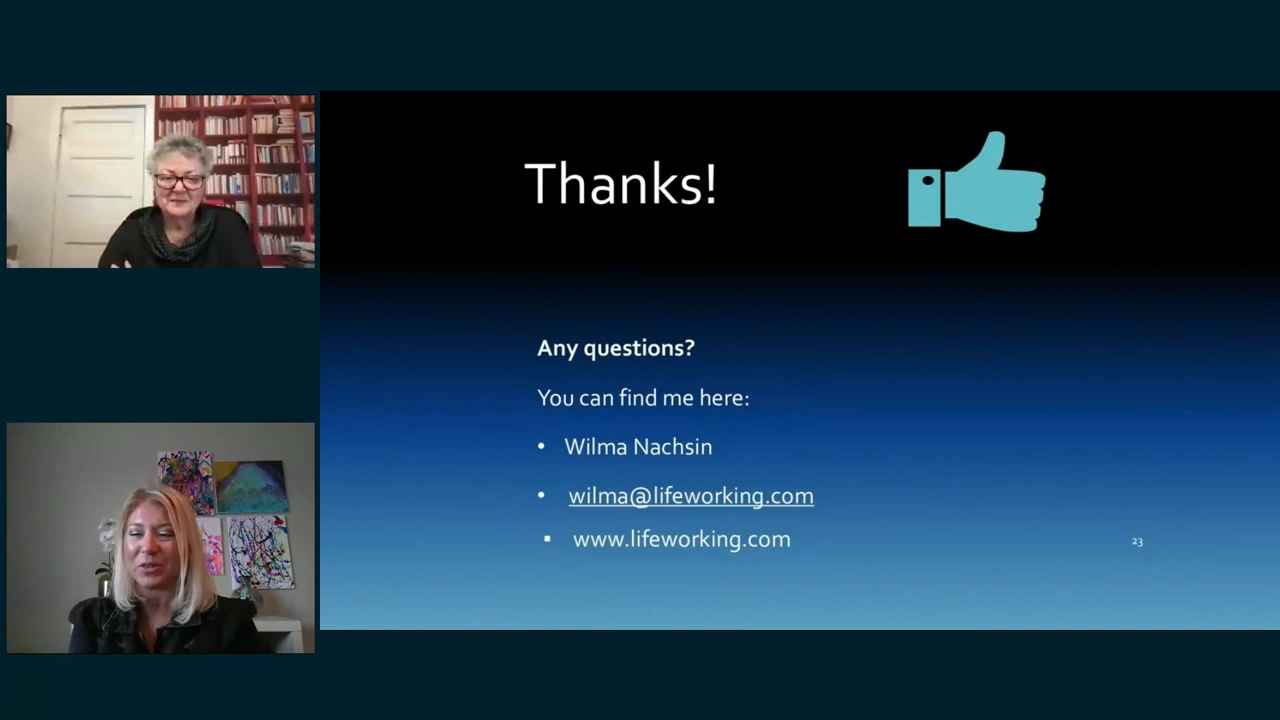 Thanks!
Any questions?
You can find me here:
• Wilma Nachsin
• wilma@lifeworking.com
▪ www.lifeworking.com
23